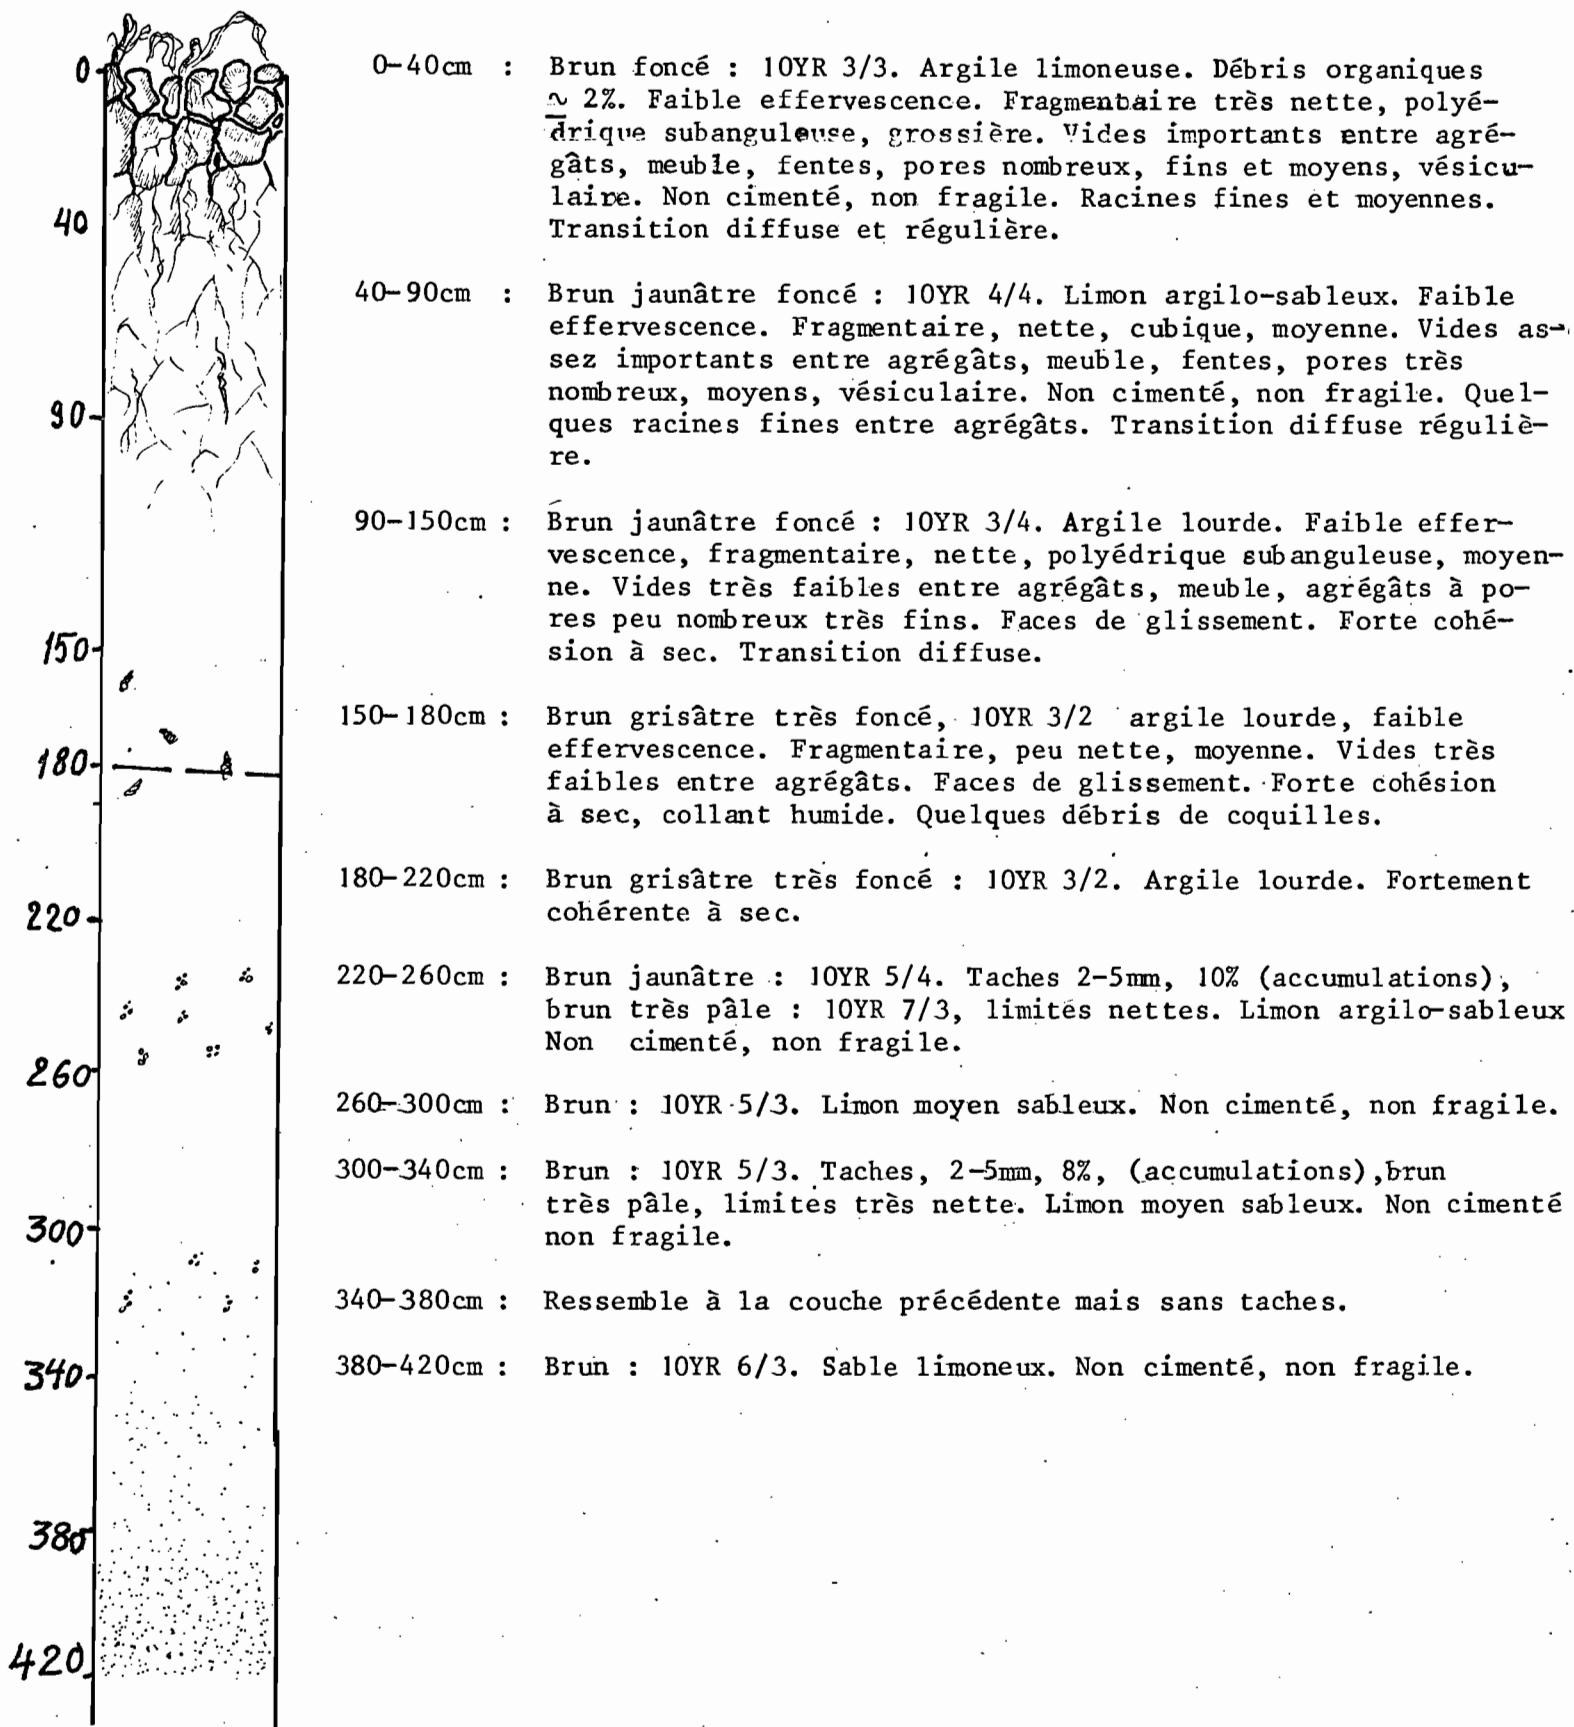 0
40
90
150
180
220
260
300
340
380
420
0-40cm : Brun foncé : 10YR 3/3. Argile limoneuse. Débris organiques
~ 2%. Faible effervescence. Fragmentaire très nette, polyé-
drique subanguleuse, grossière. Vides importants entre agré-
gâts, meuble, fentes, pores nombreux, fins et moyens, vésicu-
laire. Non cimenté, non fragile. Racines fines et moyennes.
Transition diffuse et régulière.
40-90cm : Brun jaunâtre foncé : 10YR 4/4. Limon argilo-sableux. Faible
effervescence. Fragmentaire, nette, cubique, moyenne. Vides as-
sez importants entre agrégâts, meuble, fentes, pores très
nombreux, moyens, vésiculaire. Non cimenté, non fragile. Quel-
ques racines fines entre agrégâts. Transition diffuse réguliè-
re.
90-150cm : Brun jaunâtre foncé : 10YR 3/4. Argile lourde. Faible effer-
vescence, fragmentaire, nette, polyédrique subanguleuse, moyen-
ne. Vides très faibles entre agrégâts, meuble, agrégâts à po-
res peu nombreux très fins. Faces de glissement. Forte cohé-
sion à sec. Transition diffuse.
150-180cm : Brun grisâtre très foncé, 10YR 3/2 argile lourde, faible
effervescence. Fragmentaire, peu nette, moyenne. Vides très
faibles entre agrégâts. Faces de glissement. Forte cohésion
à sec, collant humide. Quelques débris de coquilles.
180-220cm : Brun grisâtre très foncé : 10YR 3/2. Argile lourde. Fortement
cohérente à sec.
220-260cm : Brun jaunâtre : 10YR 5/4. Taches 2-5mm, 10% (accumulations),
brun très pâle : 10YR 7/3, limités nettes. Limon argilo-sableux
Non cimenté, non fragile.
260-300cm : Brun : 10YR 5/3. Limon moyen sableux. Non cimenté, non fragile.
300-340cm : Brun : 10YR 5/3. Taches, 2-5mm, 8%, (accumulations),brun
très pâle, limités très nette. Limon moyen sableux. Non cimenté
non fragile.
340-380cm : Ressemble à la couche précédente mais sans taches.
380-420cm : Brun : 10YR 6/3. Sable limoneux. Non cimenté, non fragile.